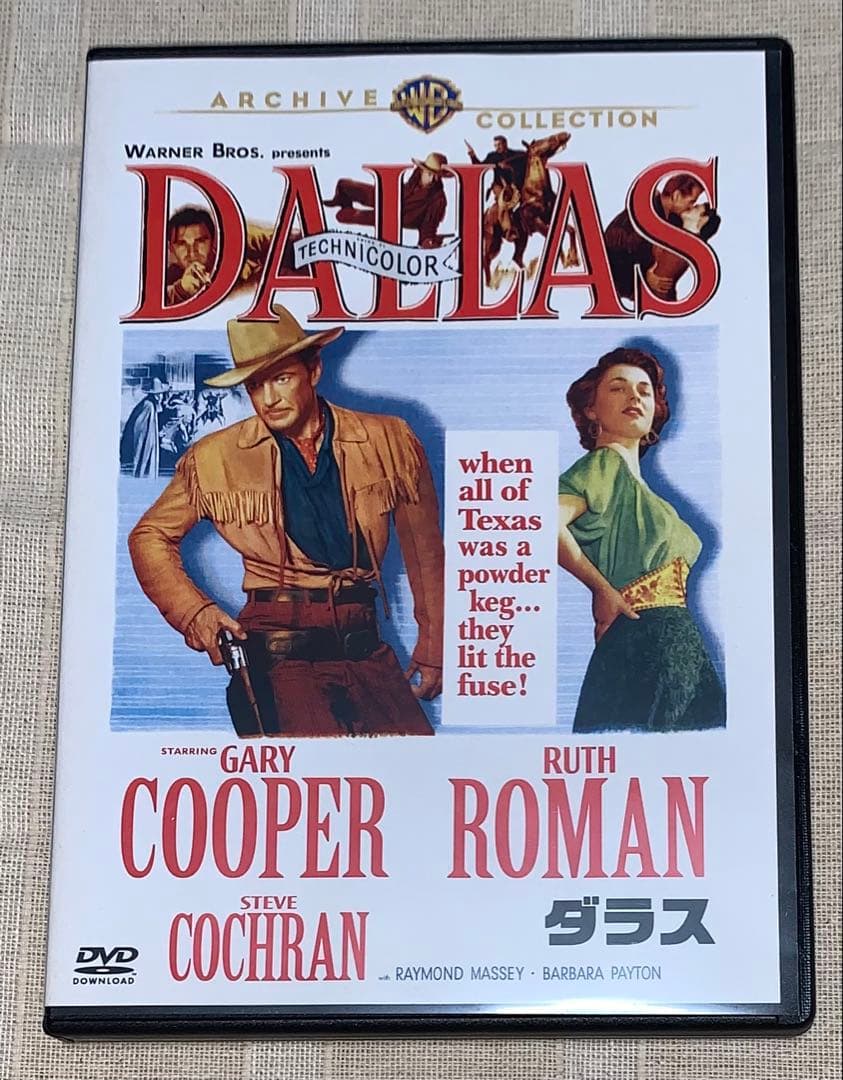 ARCHIVE WB COLLECTION
WARNER BROS. presents
DALLAS
TECHNICOLOR
when
all of
Texas
was a
powder
keg...
they
lit the
fuse!
STARRING GARY
COOPER
RUTH
ROMAN
STEVE
COCHRAN
ダラス
with RAYMOND MASSEY · BARBARA PAYTON
DVD
DOWNLOAD